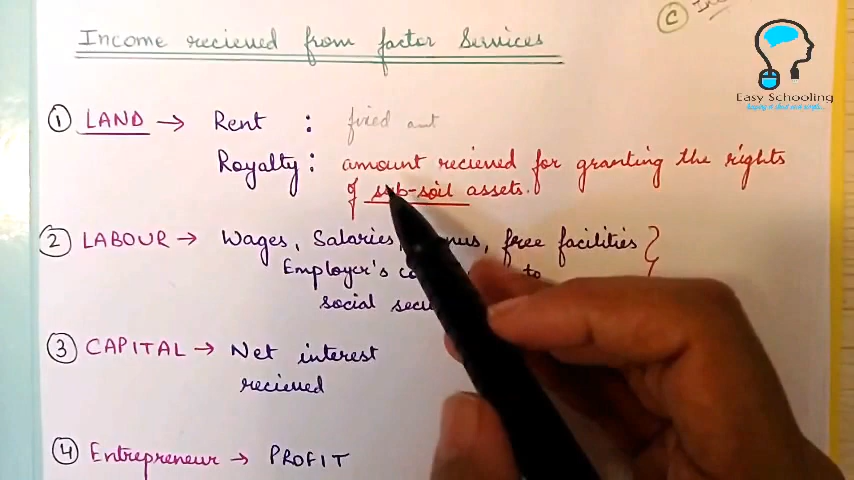 Income recieved from factor Services
Easy Schooling
① LAND → Rent : fixed amt
Royalty : amount recieved for granting the rights
of sub-soil assets.
② LABOUR → Wages, Salaries, free facilities
Employer's to
social
③ CAPITAL → Net interest
recieved
④ Entrepreneur → PROFIT